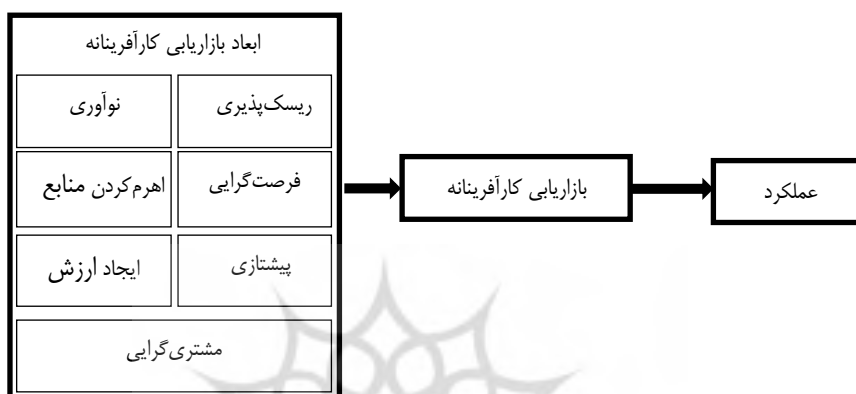 ابعاد بازاریابی کارآفرینانه
ریسک‌پذیری
نوآوری
فرصت‌گرایی
اهرم‌کردن منابع
پیشتازی
ایجاد ارزش
مشتری‌گرایی
بازاریابی کارآفرینانه
عملکرد